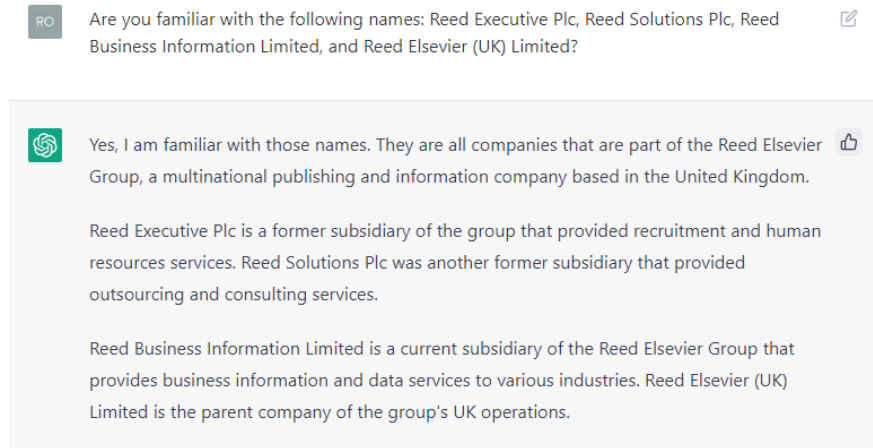 RO
Are you familiar with the following names: Reed Executive Plc, Reed Solutions Plc, Reed
Business Information Limited, and Reed Elsevier (UK) Limited?
Yes, I am familiar with those names. They are all companies that are part of the Reed Elsevier
Group, a multinational publishing and information company based in the United Kingdom.
Reed Executive Plc is a former subsidiary of the group that provided recruitment and human
resources services. Reed Solutions Plc was another former subsidiary that provided
outsourcing and consulting services.
Reed Business Information Limited is a current subsidiary of the Reed Elsevier Group that
provides business information and data services to various industries. Reed Elsevier (UK)
Limited is the parent company of the group's UK operations.